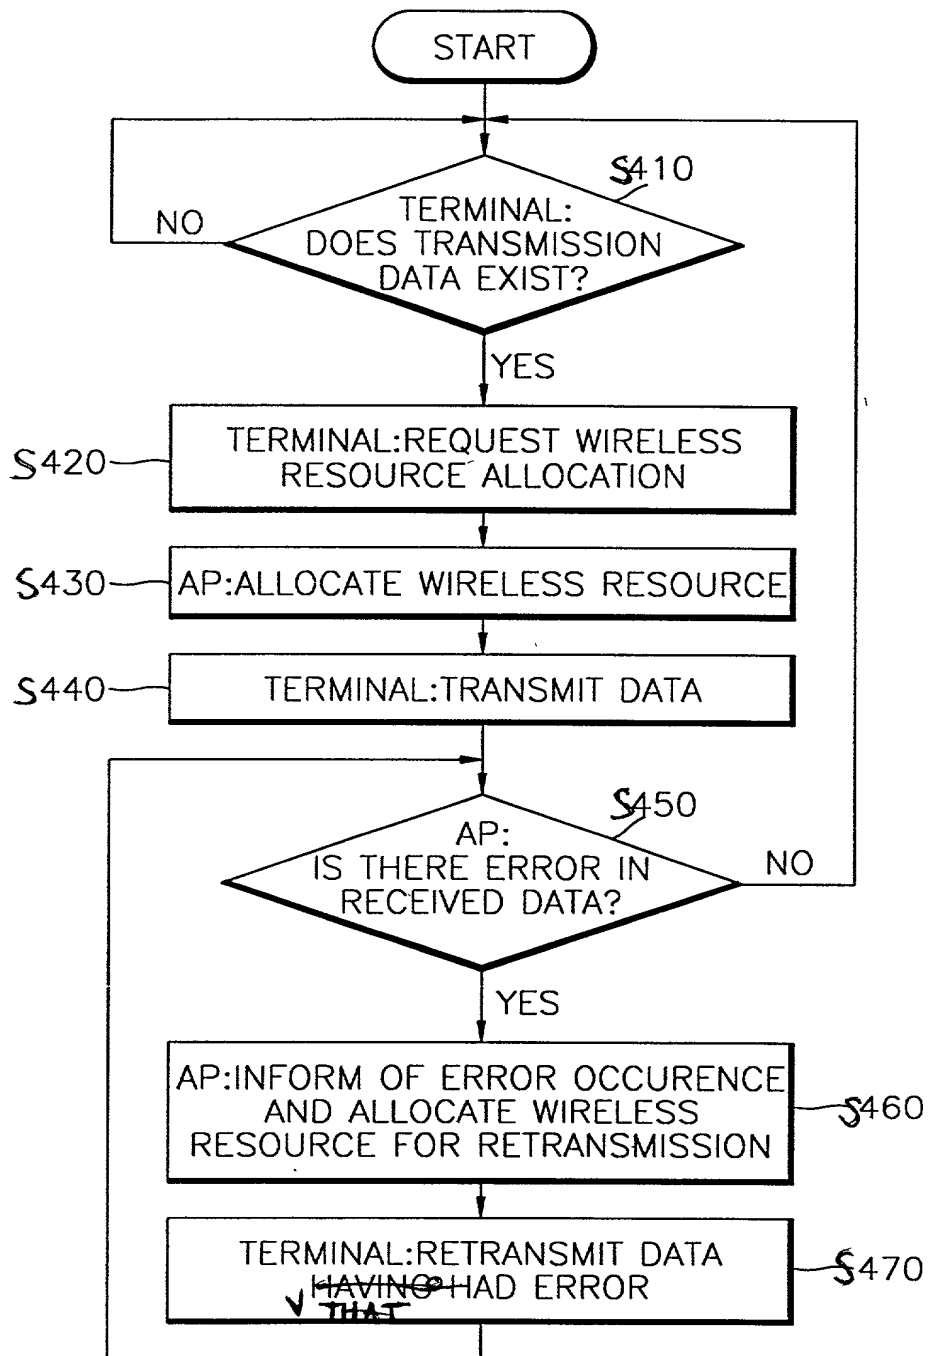 START
S410
TERMINAL:
DOES TRANSMISSION
DATA EXIST?
NO
YES
S420
TERMINAL:REQUEST WIRELESS
RESOURCE ALLOCATION
S430
AP:ALLOCATE WIRELESS RESOURCE
S440
TERMINAL:TRANSMIT DATA
S450
AP:
IS THERE ERROR IN
RECEIVED DATA?
NO
YES
AP:INFORM OF ERROR OCCURENCE
AND ALLOCATE WIRELESS
RESOURCE FOR RETRANSMISSION
S460
TERMINAL:RETRANSMIT DATA
HAVING HAD ERROR
THAT
S470